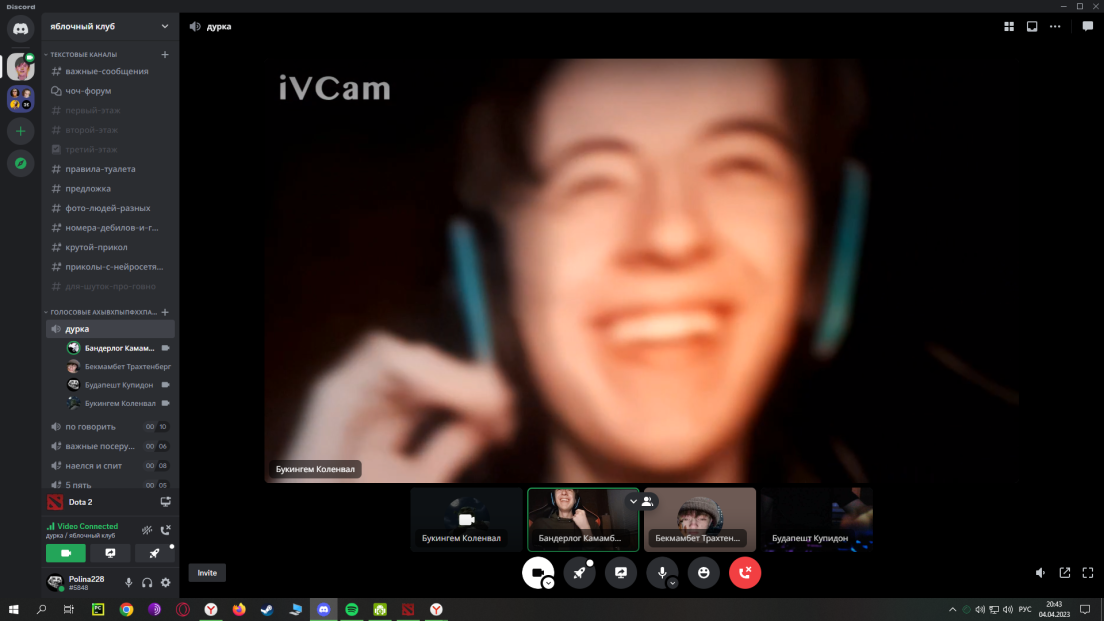 Discord
яблочный клуб
дурка
ТЕКСТОВЫЕ КАНАЛЫ
важные-сообщения
чоч-форум
первый-этаж
второй-этаж
третий-этаж
правила-туалета
предложка
фото-людей-разных
номера-дебилов-и-г...
крутой-прикол
приколы-с-нейросетя...
для-шуток-про-говно
ГОЛОСОВЫЕ АХЫВХПЫПФХХПА...
дурка
Бандерлог Камам...
Бекмамбет Трахтенберг
Будапешт Купидон
Букингем Коленвал
по говорить 00 10
важные посеру... 00 06
наелся и спит 00 08
5 пять 00 05
Dota 2
Video Connected
дурка / яблочный клуб
Polina228
#5848
iVCam
Букингем Коленвал
Букингем Коленвал
Бандерлог Камамб...
Бекмамбет Трахтен...
Будапешт Купидон
Invite
РУС
20:43
04.04.2023